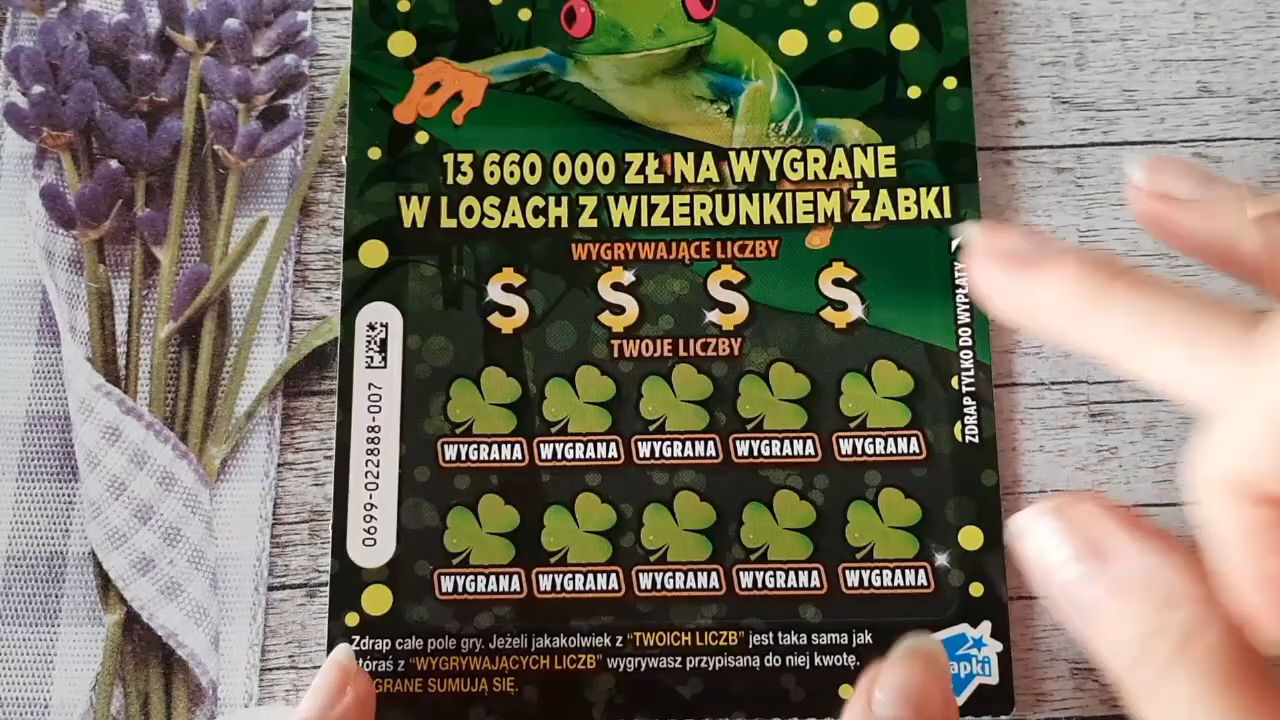 13 660 000 ZŁ NA WYGRANE
W LOSACH Z WIZERUNKIEM ŻABKI
WYGRYWAJĄCE LICZBY
$ $ $ $
TWOJE LICZBY
WYGRANA WYGRANA WYGRANA WYGRANA WYGRANA
WYGRANA WYGRANA WYGRANA WYGRANA WYGRANA
0699-022888-007
ZDRAP TYLKO DO WYPŁATY
Zdrap całe pole gry. Jeżeli jakakolwiek z "TWOICH LICZB" jest taka sama jak
z "WYGRYWAJĄCYCH LICZB" wygrywasz przypisaną do niej kwotę.
SUMUJĄ SIĘ.